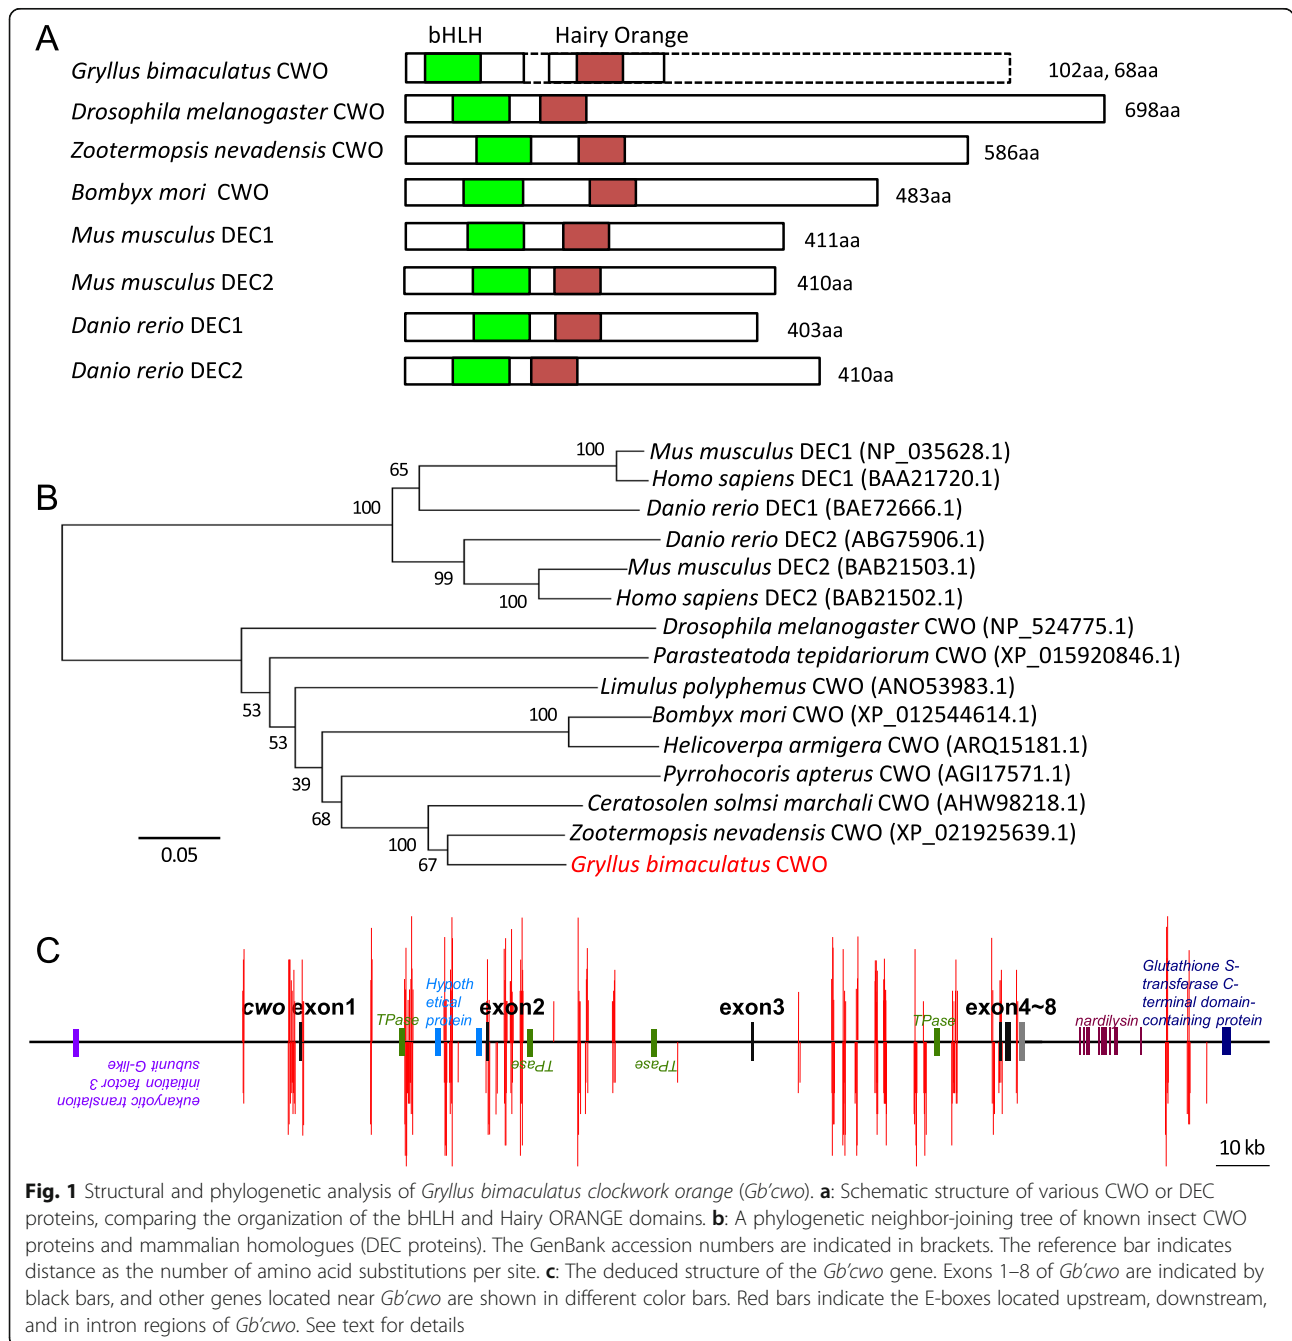 A
bHLH
Hairy Orange
Gryllus bimaculatus CWO
102aa, 68aa
Drosophila melanogaster CWO
698aa
Zootermopsis nevadensis CWO
586aa
Bombyx mori CWO
483aa
Mus musculus DEC1
411aa
Mus musculus DEC2
410aa
Danio rerio DEC1
403aa
Danio rerio DEC2
410aa
B
100
Mus musculus DEC1 (NP_035628.1)
65
Homo sapiens DEC1 (BAA21720.1)
100
Danio rerio DEC1 (BAE72666.1)
Danio rerio DEC2 (ABG75906.1)
99
Mus musculus DEC2 (BAB21503.1)
100
Homo sapiens DEC2 (BAB21502.1)
Drosophila melanogaster CWO (NP_524775.1)
Parasteatoda tepidariorum CWO (XP_015920846.1)
53
Limulus polyphemus CWO (ANO53983.1)
53
100
Bombyx mori CWO (XP_012544614.1)
Helicoverpa armigera CWO (ARQ15181.1)
39
Pyrrohocoris apterus CWO (AGI17571.1)
68
Ceratosolen solmsi marchali CWO (AHW98218.1)
100
Zootermopsis nevadensis CWO (XP_021925639.1)
67
Gryllus bimaculatus CWO
0.05
C
cwo exon1
TPase
Hypoth
etical
protein
exon2
TPase
TPase
exon3
TPase
exon4~8
nardilysin
Glutathione S-
transferase C-
terminal domain-
containing protein
eukaryotic translation
initiation factor 3
subunit G-like
10 kb
Fig. 1 Structural and phylogenetic analysis of Gryllus bimaculatus clockwork orange (Gb'cwo). a: Schematic structure of various CWO or DEC
proteins, comparing the organization of the bHLH and Hairy ORANGE domains. b: A phylogenetic neighbor-joining tree of known insect CWO
proteins and mammalian homologues (DEC proteins). The GenBank accession numbers are indicated in brackets. The reference bar indicates
distance as the number of amino acid substitutions per site. c: The deduced structure of the Gb'cwo gene. Exons 1–8 of Gb'cwo are indicated by
black bars, and other genes located near Gb'cwo are shown in different color bars. Red bars indicate the E-boxes located upstream, downstream,
and in intron regions of Gb'cwo. See text for details